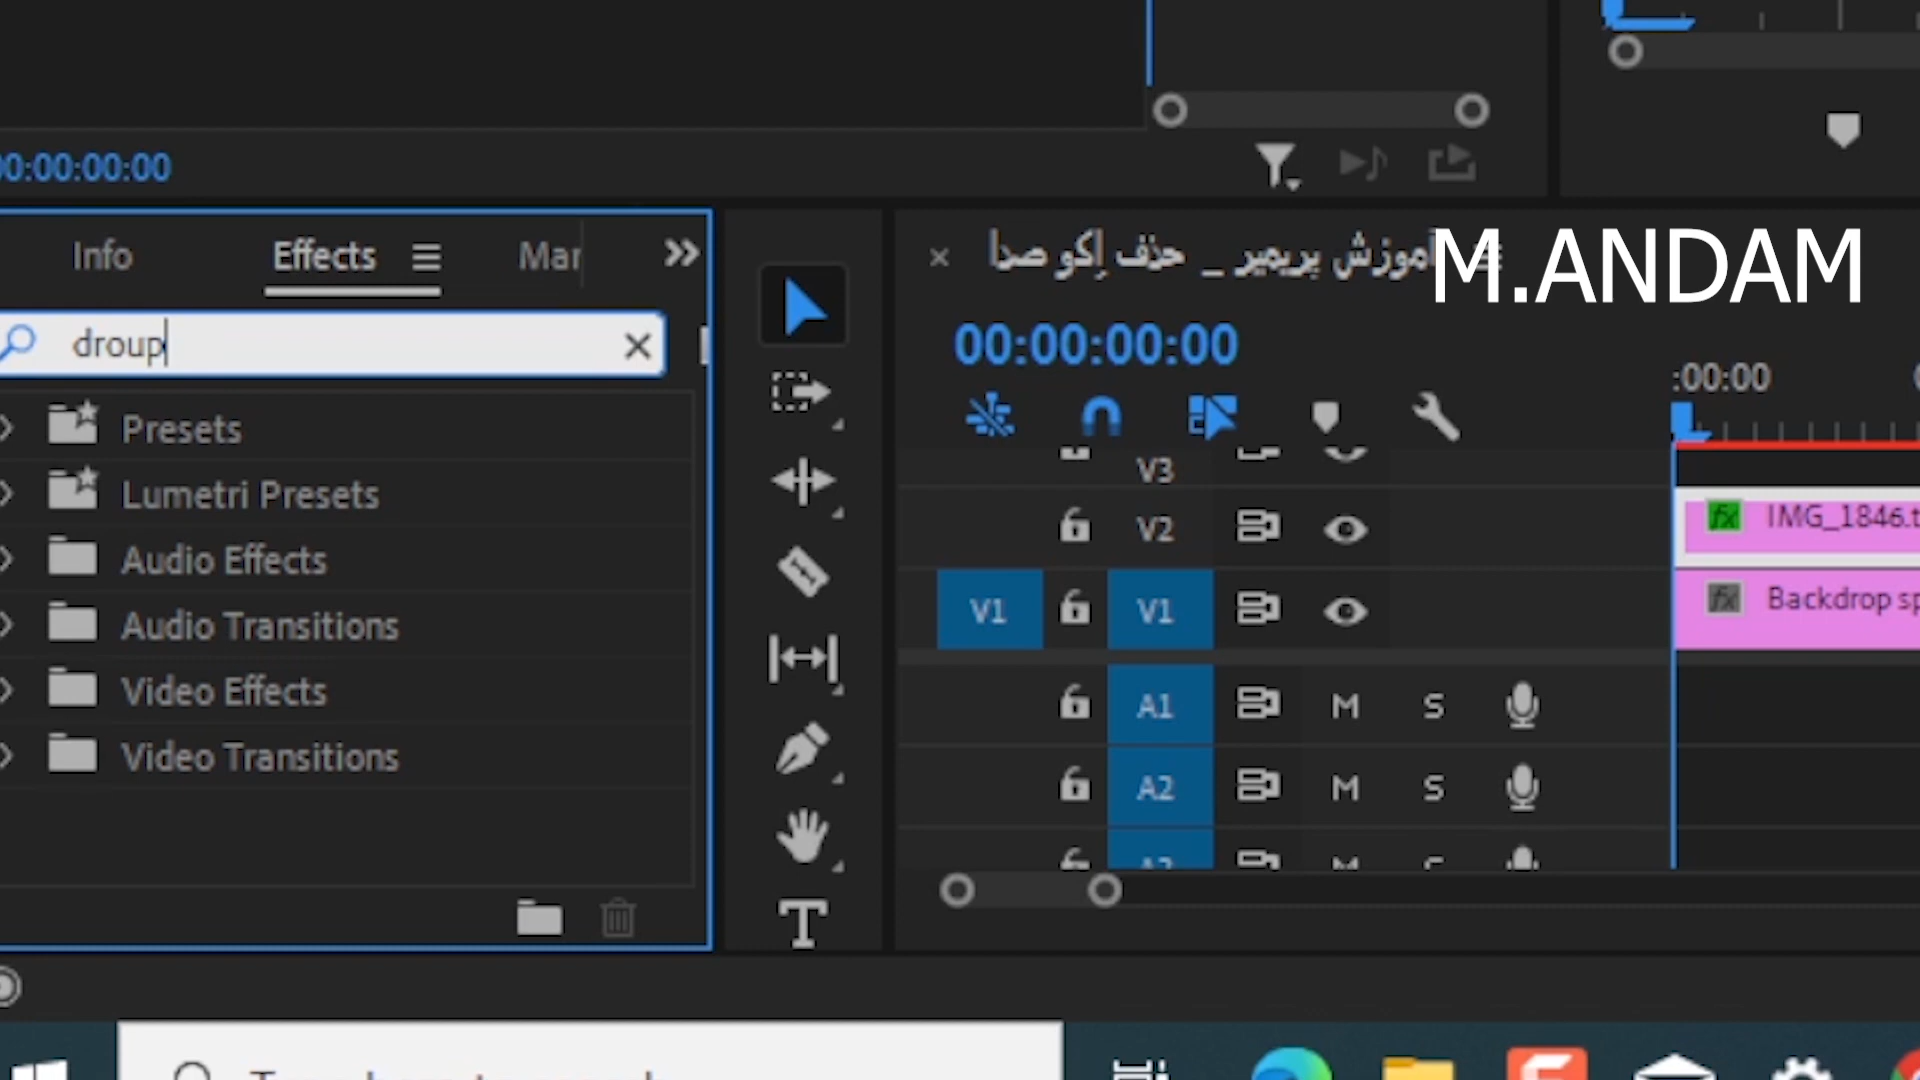 00:00:00:00
Info
Effects
Mar
droup
Presets
Lumetri Presets
Audio Effects
Audio Transitions
Video Effects
Video Transitions
آموزش پریمیر _ حذف اِکو صدا
M.ANDAM
00:00:00:00
:00:00
V3
V2
V1 V1
A1 M S
A2 M S
fx IMG_1846.t
fx Backdrop sp
T